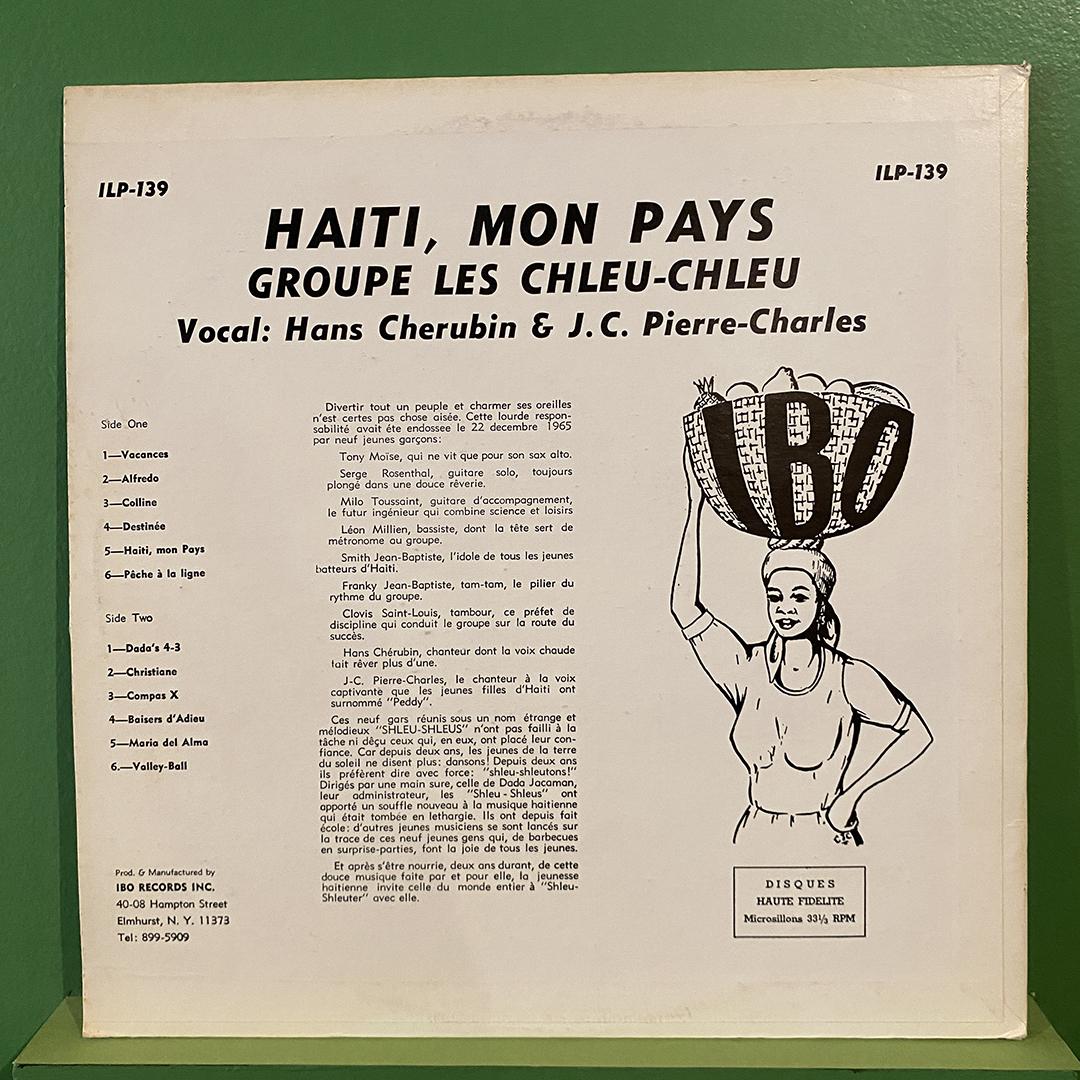 ILP-139
ILP-139
HAITI, MON PAYS
GROUPE LES CHLEU-CHLEU
Vocal: Hans Cherubin & J.C. Pierre-Charles
Side One
1—Vacances
2—Alfredo
3—Colline
4—Destinée
5—Haiti, mon Pays
6—Pêche à la ligne
Side Two
1—Dada's 4-3
2—Christiane
3—Compas X
4—Baisers d'Adieu
5—Maria del Alma
6.—Valley-Ball
Prod. & Manufactured by
IBO RECORDS INC.
40-08 Hampton Street
Elmhurst, N. Y. 11373
Tel: 899-5909
Divertir tout un peuple et charmer ses oreilles
n'est certes pas chose aisée. Cette lourde respon-
sabilité avait éte endossee le 22 decembre 1965
par neuf jeunes garçons:
Tony Moïse, qui ne vit que pour son sax alto.
Serge Rosenthal, guitare solo, toujours
plongé dans une douce rêverie.
Milo Toussaint, guitare d'accompagnement,
le futur ingénieur qui combine science et loisirs
Léon Millien, bassiste, dont la tête sert de
métronome au groupe.
Smith Jean-Baptiste, l'idole de tous les jeunes
batteurs d'Haiti.
Franky Jean-Baptiste, tam-tam, le pilier du
rythme du groupe.
Clovis Saint-Louis, tambour, ce préfet de
discipline qui conduit le groupe sur la route du
succès.
Hans Chérubin, chanteur dont la voix chaude
fait rêver plus d'une.
J-C. Pierre-Charles, le chanteur à la voix
captivante que les jeunes filles d'Haiti ont
surnommé "Peddy".
Ces neuf gars réunis sous un nom étrange et
mélodieux "SHLEU-SHLEUS" n'ont pas failli à la
tâche ni dêçu ceux qui, en eux, ont placé leur con-
fiance. Car depuis deux ans, les jeunes de la terre
du soleil ne disent plus: dansons! Depuis deux ans
ils préfèrent dire avec force: "shleu-shleutons!"
Dirigés par une main sure, celle de Dada Jacaman,
leur administrateur, les "Shleu - Shleus" ont
apporté un souffle nouveau à la musique haitienne
qui était tombée en lethargie. Ils ont depuis fait
école: d'autres jeunes musiciens se sont lancés sur
la trace de ces neuf jeunes gens qui, de barbecues
en surprise-parties, font la joie de tous les jeunes.
Et après s'être nourrie, deux ans durant, de cette
douce musique faite par et pour elle, la jeunesse
haïtienne invite celle du monde entier à "Shleu-
Shleuter" avec elle.
IBO
CJC
DISQUES
HAUTE FIDELITE
Microsillons 33⅓ RPM